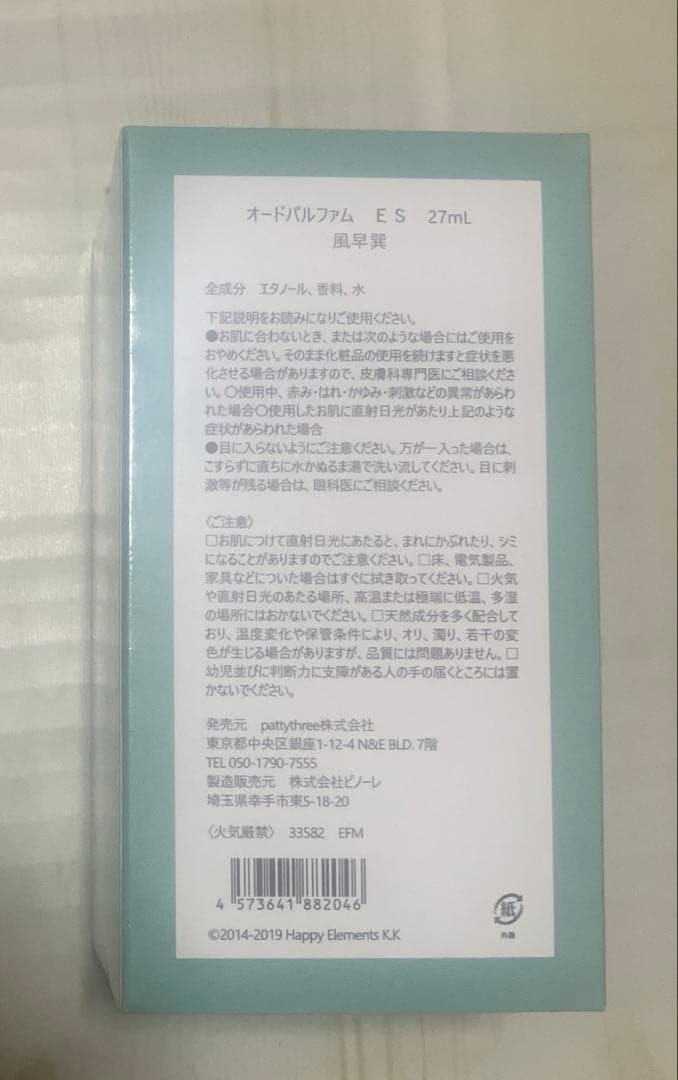 オードパルファム　ＥＳ　27mL
風早巽
全成分　エタノール、香料、水
下記説明をお読みになりご使用ください。
●お肌に合わないとき、または次のような場合にはご使用を
おやめください。そのまま化粧品の使用を続けますと症状を悪
化させる場合がありますので、皮膚科専門医にご相談くださ
い。〇使用中、赤み・はれ・かゆみ・刺激などの異常があらわ
れた場合〇使用したお肌に直射日光があたり上記のような
症状があらわれた場合
●目に入らないようにご注意ください。万が一入った場合は、
こすらずに直ちに水かぬるま湯で洗い流してください。目に刺
激等が残る場合は、眼科医にご相談ください。
〈ご注意〉
□お肌につけて直射日光にあたると、まれにかぶれたり、シミ
になることがありますのでご注意ください。□床、電気製品、
家具などについた場合はすぐに拭き取ってください。□火気
や直射日光のあたる場所、高温または極端に低温、多湿
の場所にはおかないでください。□天然成分を多く配合して
おり、温度変化や保管条件により、オリ、濁り、若干の変
色が生じる場合がありますが、品質には問題ありません。□
幼児並びに判断力に支障がある人の手の届くところには置
かないでください。
発売元　pattythree株式会社
東京都中央区銀座1-12-4 N&E BLD. 7階
TEL 050-1790-7555
製造販売元　株式会社ピノーレ
埼玉県幸手市東5-18-20
〈火気厳禁〉　33582　EFM
4 573641 882046
©2014-2019 Happy Elements K.K
紙
外箱